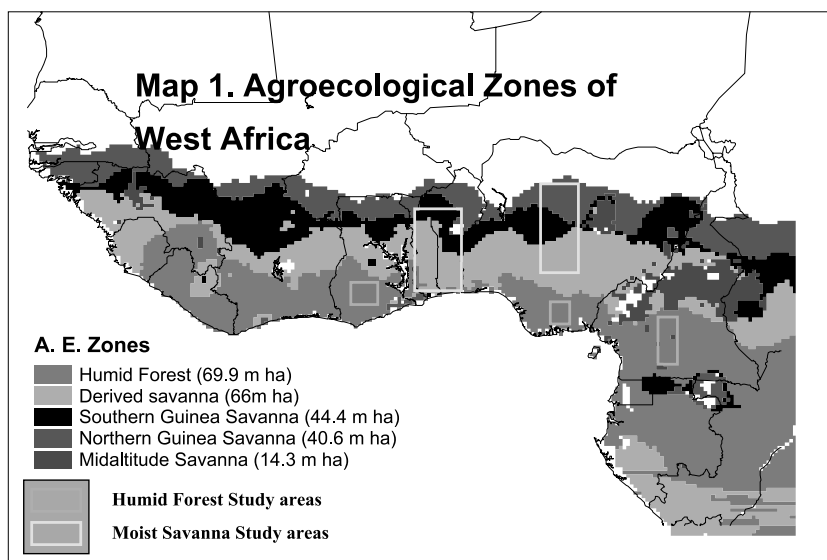 Map 1. Agroecological Zones of
West Africa
A. E. Zones
Humid Forest (69.9 m ha)
Derived savanna (66m ha)
Southern Guinea Savanna (44.4 m ha)
Northern Guinea Savanna (40.6 m ha)
Midaltitude Savanna (14.3 m ha)
Humid Forest Study areas
Moist Savanna Study areas